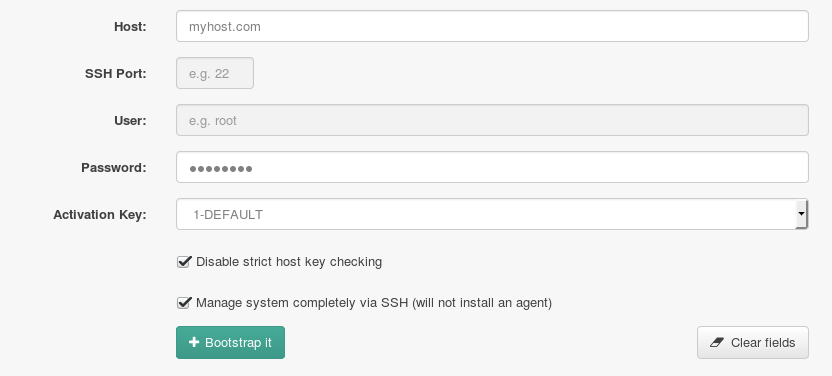 Host: myhost.com
SSH Port: e.g. 22
User: e.g. root
Password: ●●●●●●●●
Activation Key: 1-DEFAULT
Disable strict host key checking
Manage system completely via SSH (will not install an agent)
Bootstrap it Clear fields